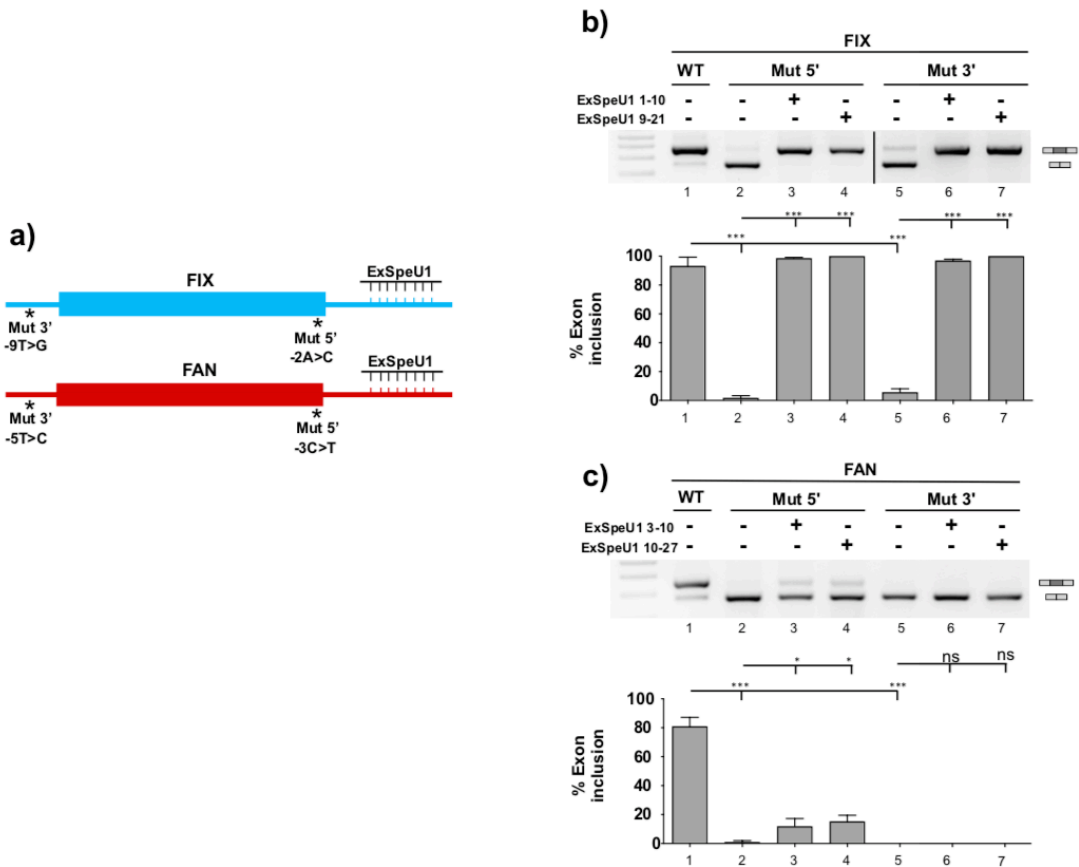 a)
FIX
ExSpeU1
*
*
Mut 3'
-9T>G
Mut 5'
-2A>C
FAN
ExSpeU1
*
*
Mut 3'
-5T>C
Mut 5'
-3C>T
b)
FIX
WT Mut 5' Mut 3'
ExSpeU1 1-10 - - + - - + -
ExSpeU1 9-21 - - - + - - +
1 2 3 4 5 6 7
*** *** *** ***
*** ***
% Exon
inclusion
100
80
60
40
20
0
1 2 3 4 5 6 7
c)
FAN
WT Mut 5' Mut 3'
ExSpeU1 3-10 - - + - - + -
ExSpeU1 10-27 - - - + - - +
1 2 3 4 5 6 7
* * ns ns
*** ***
% Exon
inclusion
100
80
60
40
20
0
1 2 3 4 5 6 7